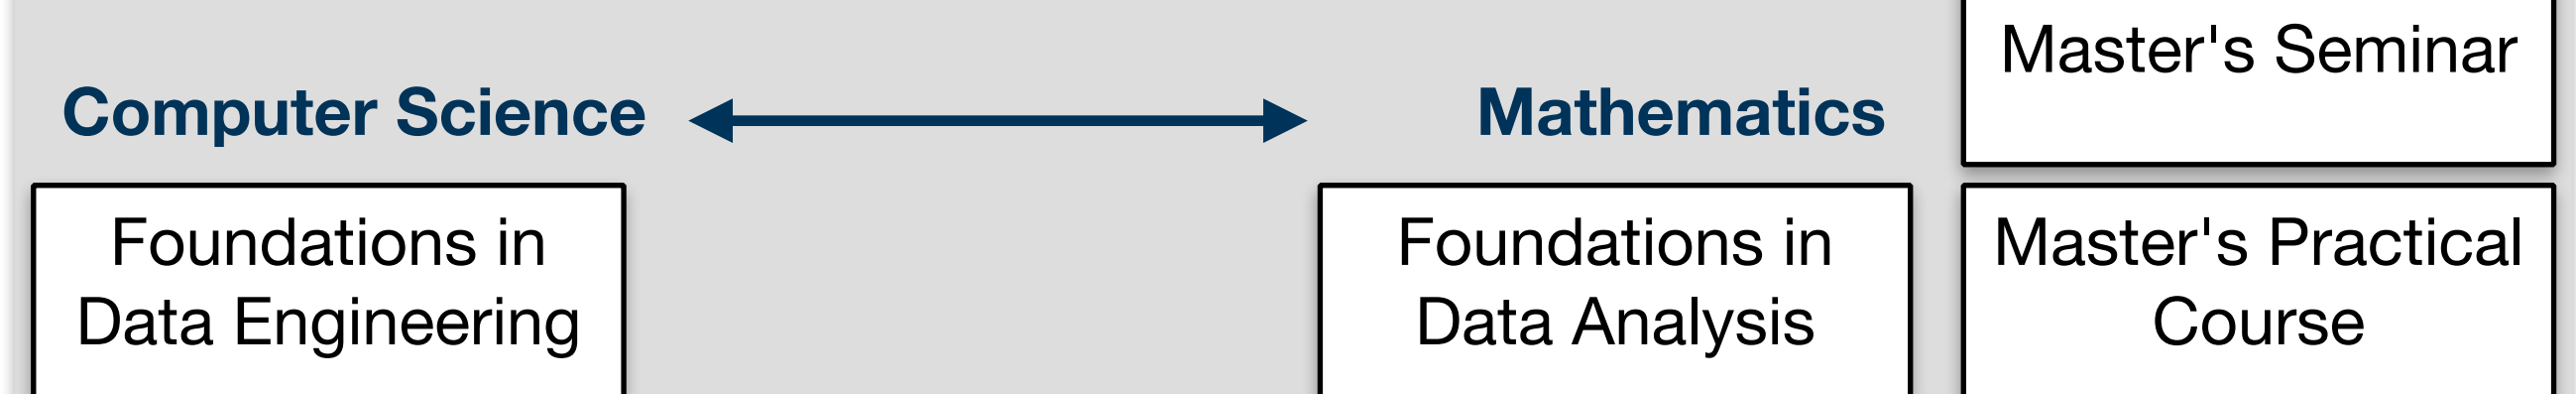 Master's Seminar
Computer Science
Mathematics
Foundations in
Data Engineering
Foundations in
Data Analysis
Master's Practical
Course